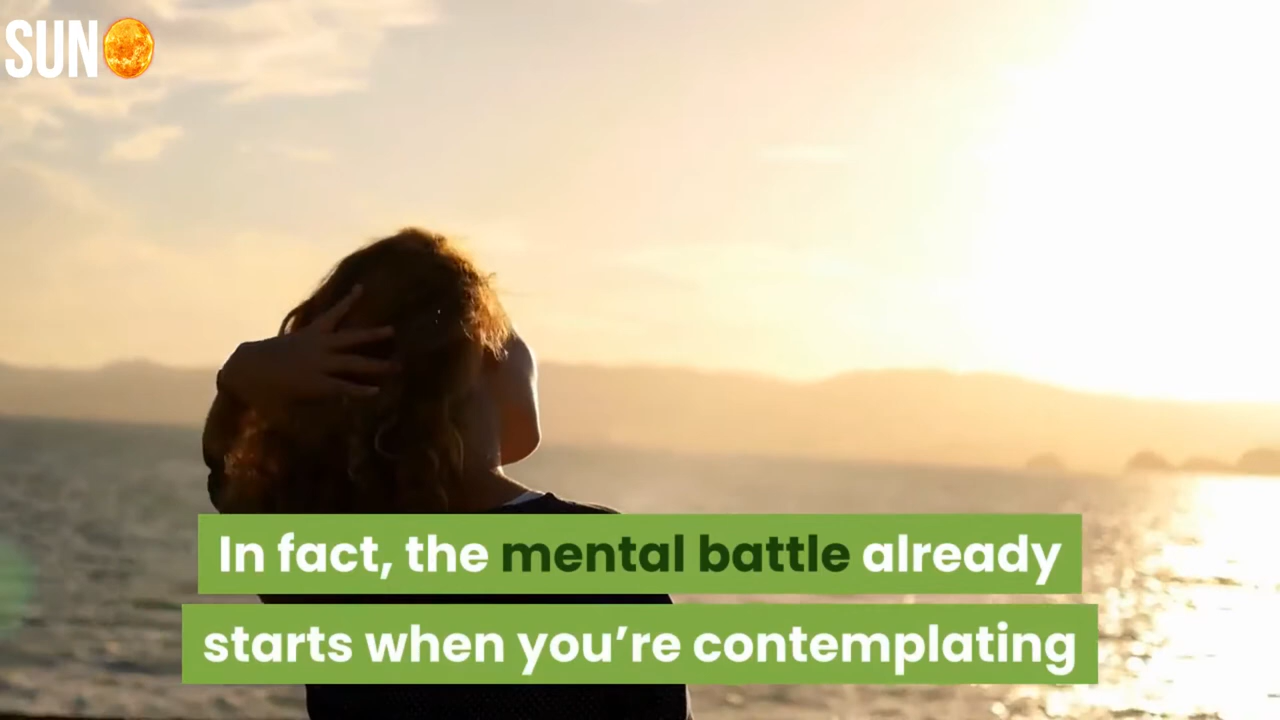 SUN
In fact, the mental battle already
starts when you’re contemplating